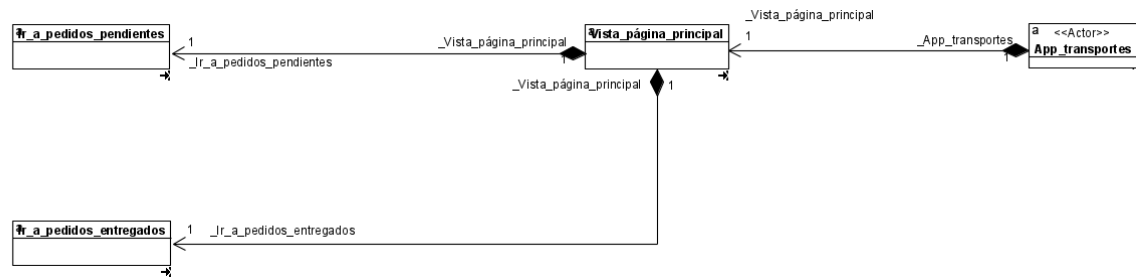 _Vista_página_principal
a Ir_a_pedidos_pendientes
1
_Vista_página_principal
1
_Ir_a_pedidos_pendientes
a Vista_página_principal
1
_App_transportes
1
a <<Actor>>
App_transportes
_Vista_página_principal
1
a Ir_a_pedidos_entregados
1
_Ir_a_pedidos_entregados